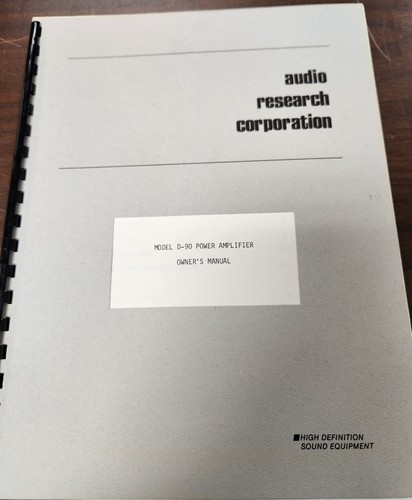 audio
research
corporation
MODEL D-90 POWER AMPLIFIER
OWNER'S MANUAL
■HIGH DEFINITION
SOUND EQUIPMENT